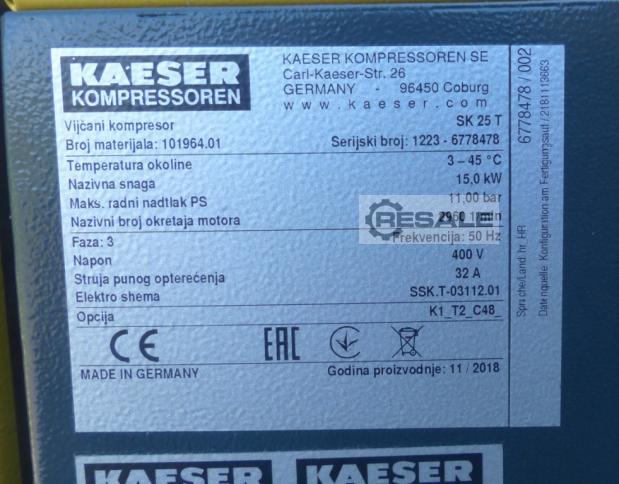 KAESER
KOMPRESSOREN
KAESER KOMPRESSOREN SE
Carl-Kaeser-Str. 26
GERMANY - 96450 Coburg
www.kaeser.com
Vijčani kompresor SK 25 T
Broj materijala: 101964.01 Serijski broj: 1223 - 6778478
Temperatura okoline 3 – 45 °C
Nazivna snaga 15,0 kW
Maks. radni nadtlak PS 11,00 bar
Nazivni broj okretaja motora 2960 1/min
Faza: 3 Frekvencija: 50 Hz
Napon 400 V
Struja punog opterećenja 32 A
Elektro shema SSK.T-03112.01
Opcija K1_T2_C48_
CE EAC
MADE IN GERMANY Godina proizvodnje: 11 / 2018
6778478 / 002
Sprache/Land: hr. HR
Datenquelle: Konfiguration am Fertigungsauf./ 2181113663
RESALE
KAESER KAESER